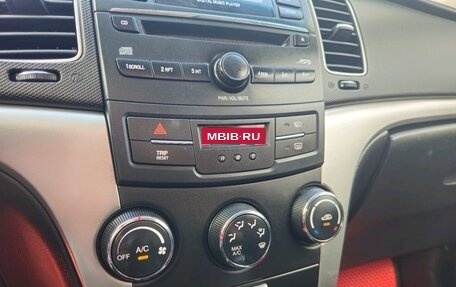 DIGITAL MUSIC PLAYER
CD
1 SCROLL
2 RPT
3 INT
MP3
PWR/VOL/MUTE
MBIB·RU
TRIP
RESET
OFF
A/C
MAX
A/C